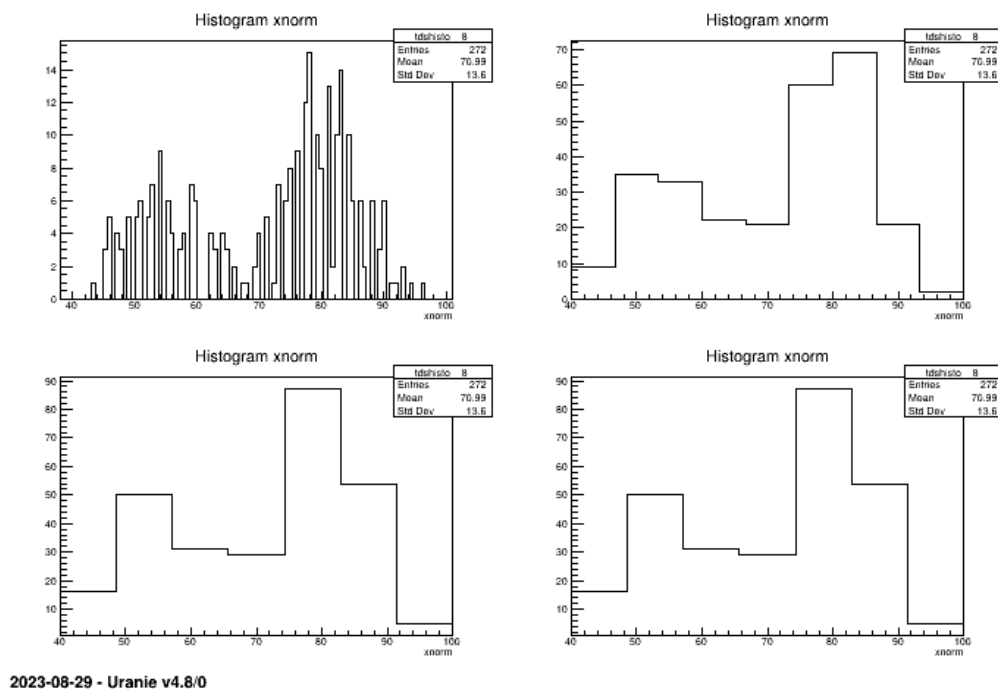 Histogram xnorm
tdshisto 8
Entries 272
Mean 70.99
Std Dev 13.6
14
12
10
8
6
4
2
0
40 50 60 70 80 90 100
xnorm
Histogram xnorm
tdshisto 8
Entries 272
Mean 70.99
Std Dev 13.6
70
60
50
40
30
20
10
0
40 50 60 70 80 90 100
xnorm
Histogram xnorm
tdshisto 8
Entries 272
Mean 70.99
Std Dev 13.6
90
80
70
60
50
40
30
20
10
40 50 60 70 80 90 100
xnorm
Histogram xnorm
tdshisto 8
Entries 272
Mean 70.99
Std Dev 13.6
90
80
70
60
50
40
30
20
10
40 50 60 70 80 90 100
xnorm
2023-08-29 - Uranie v4.8/0